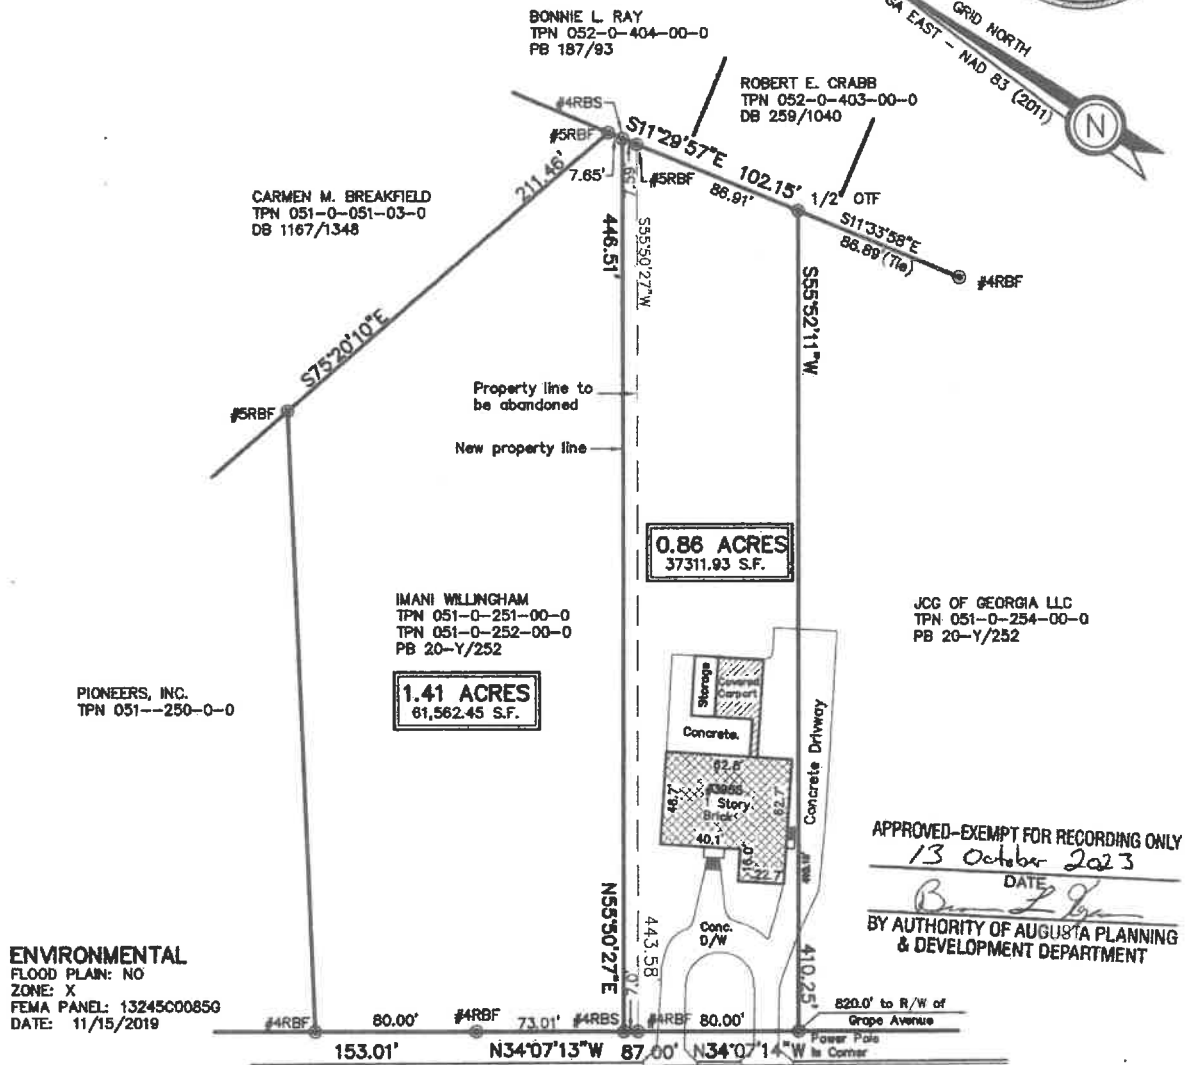 BONNIE L. RAY
TPN 052-0-404-00-0
PB 187/93
GRID NORTH
GA EAST - NAD 83 (2011)
N
ROBERT E. CRABB
TPN 052-0-403-00-0
DB 259/1040
#4RBS
#5RBF
S11°29'57"E
102.15'
7.65'
7.59'
#5RBF
86.91'
1/2" OTF
S11°33'58"E
86.89'(Tie)
#4RBF
CARMEN M. BREAKFIELD
TPN 051-0-051-03-0
DB 1167/1348
211.46'
S75°20'10"E
#5RBF
446.51'
S55°50'27"W
S55°52'11"W
Property line to
be abandoned
New property line
0.86 ACRES
37311.93 S.F.
IMANI WILLINGHAM
TPN 051-0-251-00-0
TPN 051-0-252-00-0
PB 20-Y/252
1.41 ACRES
61,562.45 S.F.
JCG OF GEORGIA LLC
TPN 051-0-254-00-0
PB 20-Y/252
PIONEERS, INC.
TPN 051--250-0-0
Storage
Covered
Carport
Concrete
Concrete Drivway
62.8'
48.7'
#3955
1 Story
Brick
62.7'
40.1
16.0'
22.7'
Conc.
D/W
N55°50'27"E
443.58'
7.0'
410.25'
APPROVED-EXEMPT FOR RECORDING ONLY
13 October 2023
DATE
BY AUTHORITY OF AUGUSTA PLANNING
& DEVELOPMENT DEPARTMENT
ENVIRONMENTAL
FLOOD PLAIN: NO
ZONE: X
FEMA PANEL: 13245C0085G
DATE: 11/15/2019
820.0' to R/W of
Grape Avenue
Power Pole
Is Corner
#4RBF
80.00'
#4RBF
73.01'
#4RBS
#4RBF
80.00'
153.01'
N34°07'13"W
87.00'
N34°07'14"W